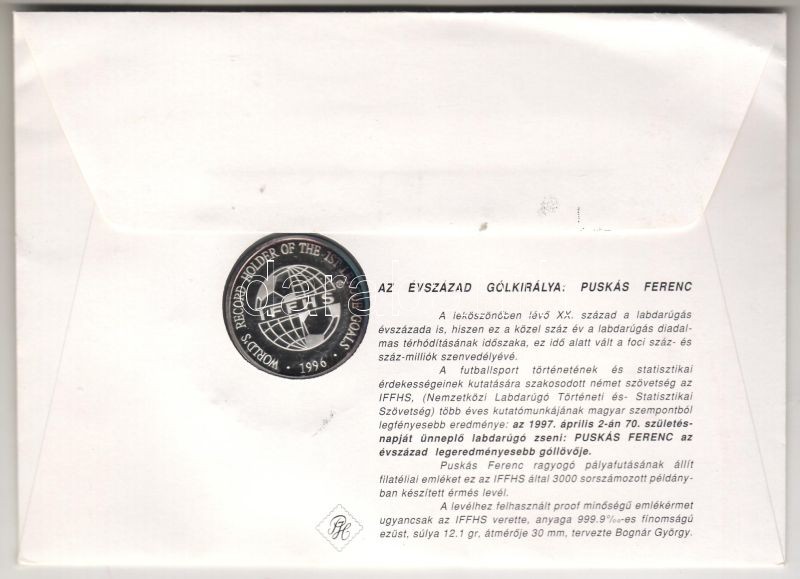 WORLD'S RECORD HOLDER OF THE 1ST LEAGUE GOALS
IFFHS
· 1996 ·
AZ ÉVSZÁZAD GÓLKIRÁLYA: PUSKÁS FERENC
A leköszönőben lévő XX. század a labdarúgás
évszázada is, hiszen ez a közel száz év a labdarúgás diadal-
mas térhódításának időszaka, ez idő alatt vált a foci száz- és
száz-milliók szenvedélyévé.
A futballsport történetének és statisztikai
érdekességeinek kutatására szakosodott német szövetség az
IFFHS, (Nemzetközi Labdarúgó Történeti és- Statisztikai
Szövetség) több éves kutatómunkájának magyar szempontból
legfényesebb eredménye: az 1997. április 2-án 70. születés-
napját ünneplő labdarúgó zseni: PUSKÁS FERENC az
évszázad legeredményesebb góllövője.
Puskás Ferenc ragyogó pályafutásának állít
filatéliai emléket ez az IFFHS által 3000 sorszámozott példány-
ban készített érmés levél.
A levélhez felhasznált proof minőségű emlékérmet
ugyancsak az IFFHS verette, anyaga 999.9‰-es finomságú
ezüst, súlya 12.1 gr, átmérője 30 mm, tervezte Bognár György.